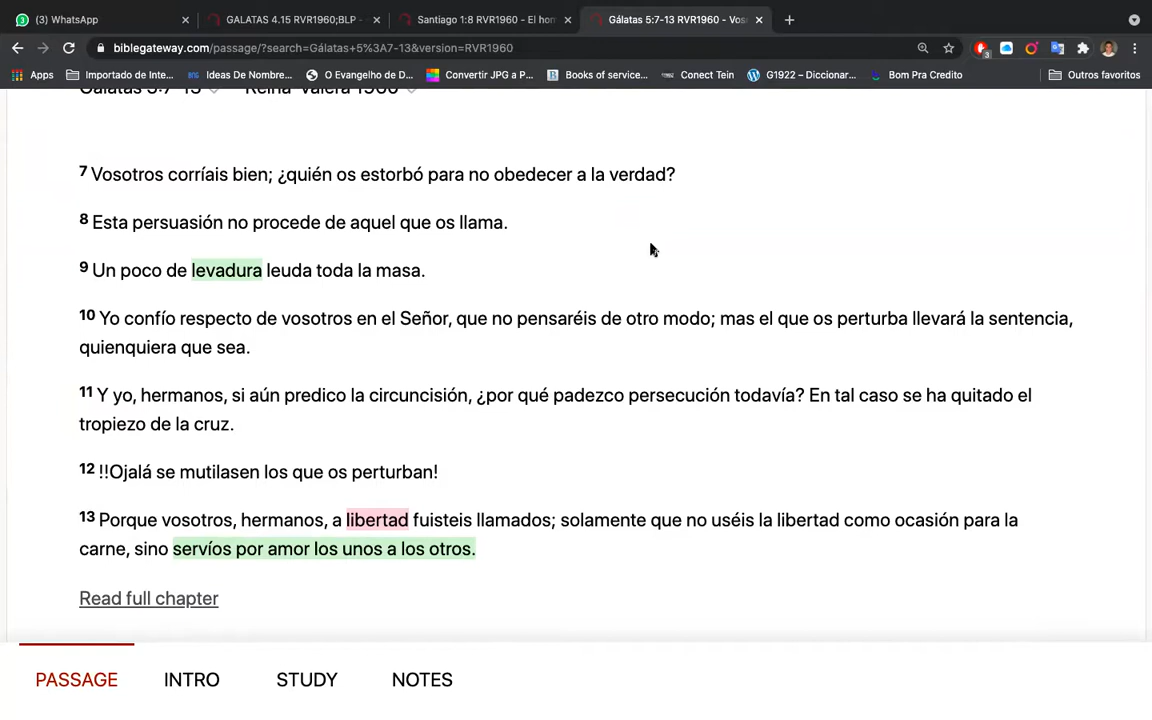 (3) WhatsApp
GALATAS 4.15 RVR1960;BLP -
Santiago 1:8 RVR1960 - El hom
Gálatas 5:7-13 RVR1960 - Vos
biblegateway.com/passage/?search=Gálatas+5%3A7-13&version=RVR1960
3
Apps
Importado de Inte...
Ideas De Nombre...
O Evangelho de D...
Convertir JPG a P...
Books of service...
Conect Tein
G1922 – Diccionar...
Bom Pra Credito
Outros favoritos
Gálatas 5:7-13
Reina-Valera 1960
7 Vosotros corríais bien; ¿quién os estorbó para no obedecer a la verdad?
8 Esta persuasión no procede de aquel que os llama.
9 Un poco de levadura leuda toda la masa.
10 Yo confío respecto de vosotros en el Señor, que no pensaréis de otro modo; mas el que os perturba llevará la sentencia,
quienquiera que sea.
11 Y yo, hermanos, si aún predico la circuncisión, ¿por qué padezco persecución todavía? En tal caso se ha quitado el
tropiezo de la cruz.
12 !!Ojalá se mutilasen los que os perturban!
13 Porque vosotros, hermanos, a libertad fuisteis llamados; solamente que no uséis la libertad como ocasión para la
carne, sino servíos por amor los unos a los otros.
Read full chapter
PASSAGE
INTRO
STUDY
NOTES